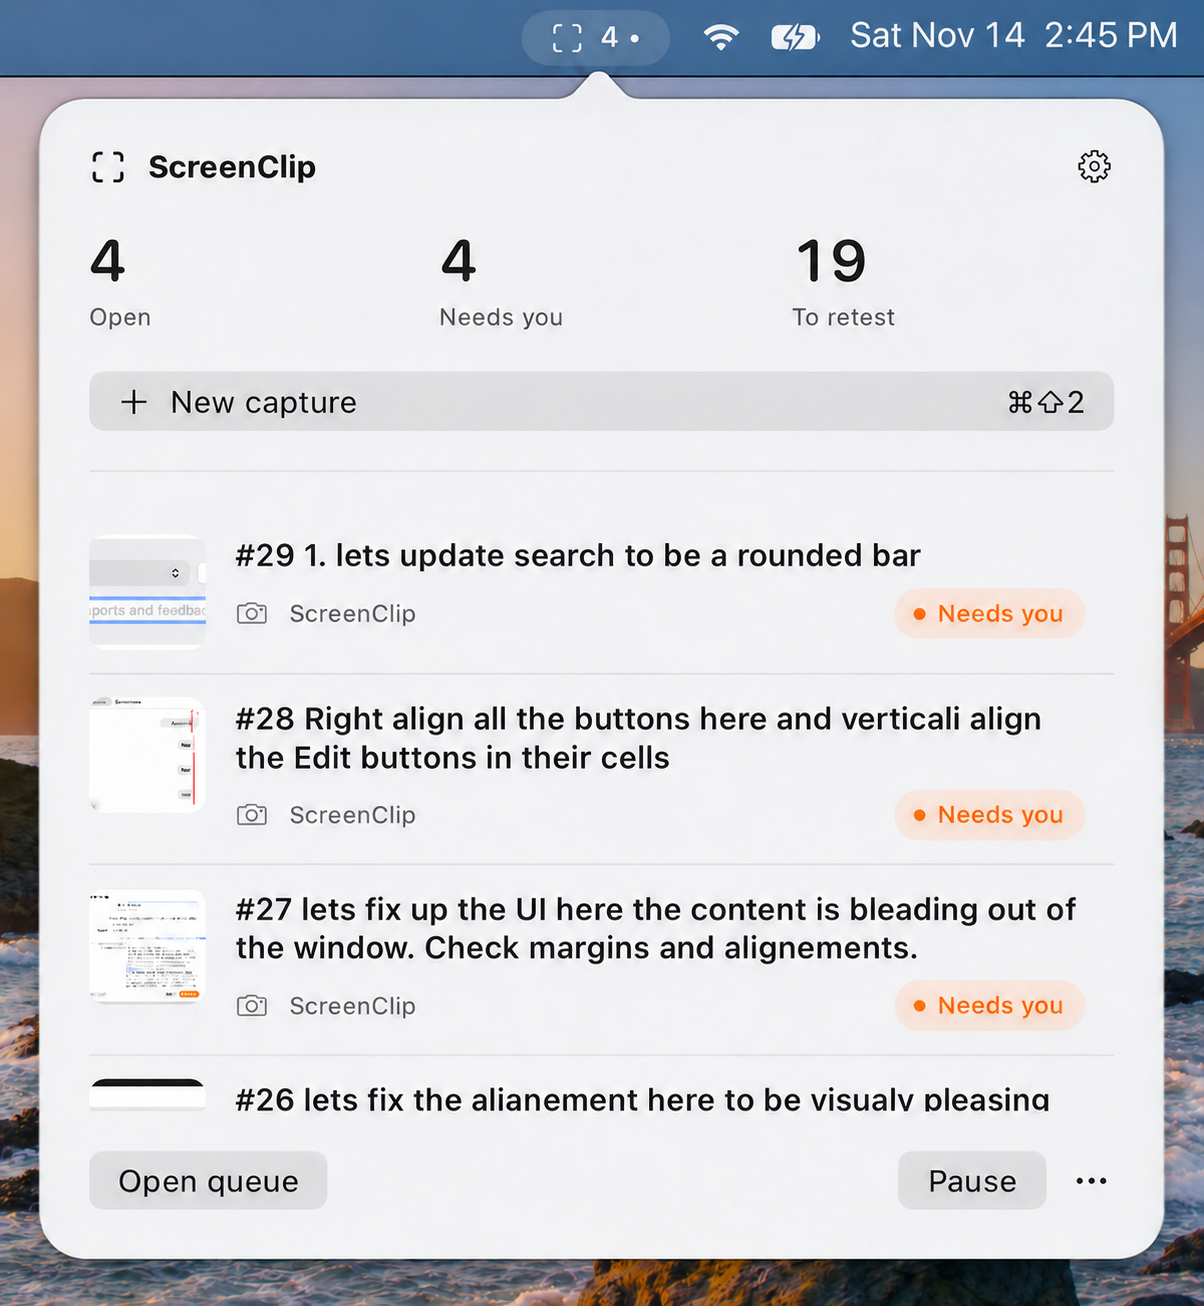 4 •
Sat Nov 14 2:45 PM
ScreenClip
4
Open
4
Needs you
19
To retest
+ New capture
⌘⇧2
ports and feedbac
#29 1. lets update search to be a rounded bar
ScreenClip
• Needs you
#28 Right align all the buttons here and verticali align
the Edit buttons in their cells
ScreenClip
• Needs you
#27 lets fix up the UI here the content is bleading out of
the window. Check margins and alignements.
ScreenClip
• Needs you
#26 lets fix the alianement here to be visualy pleasing
Open queue
Pause
•••